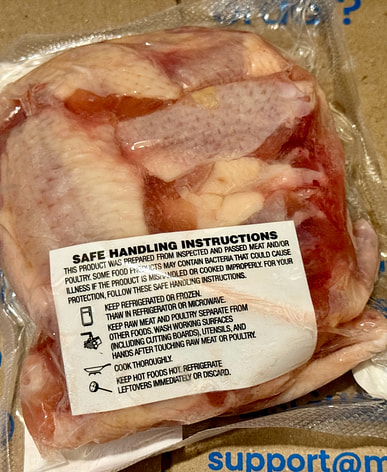 ?
SAFE HANDLING INSTRUCTIONS
THIS PRODUCT WAS PREPARED FROM INSPECTED AND PASSED MEAT AND/OR
POULTRY. SOME FOOD PRODUCTS MAY CONTAIN BACTERIA THAT COULD CAUSE
ILLNESS IF THE PRODUCT IS MISHANDLED OR COOKED IMPROPERLY. FOR YOUR
PROTECTION, FOLLOW THESE SAFE HANDLING INSTRUCTIONS.
KEEP REFRIGERATED OR FROZEN.
THAW IN REFRIGERATOR OR MICROWAVE.
KEEP RAW MEAT AND POULTRY SEPARATE FROM
OTHER FOODS. WASH WORKING SURFACES
(INCLUDING CUTTING BOARDS), UTENSILS, AND
HANDS AFTER TOUCHING RAW MEAT OR POULTRY.
COOK THOROUGHLY.
KEEP HOT FOODS HOT. REFRIGERATE
LEFTOVERS IMMEDIATELY OR DISCARD.
support@m